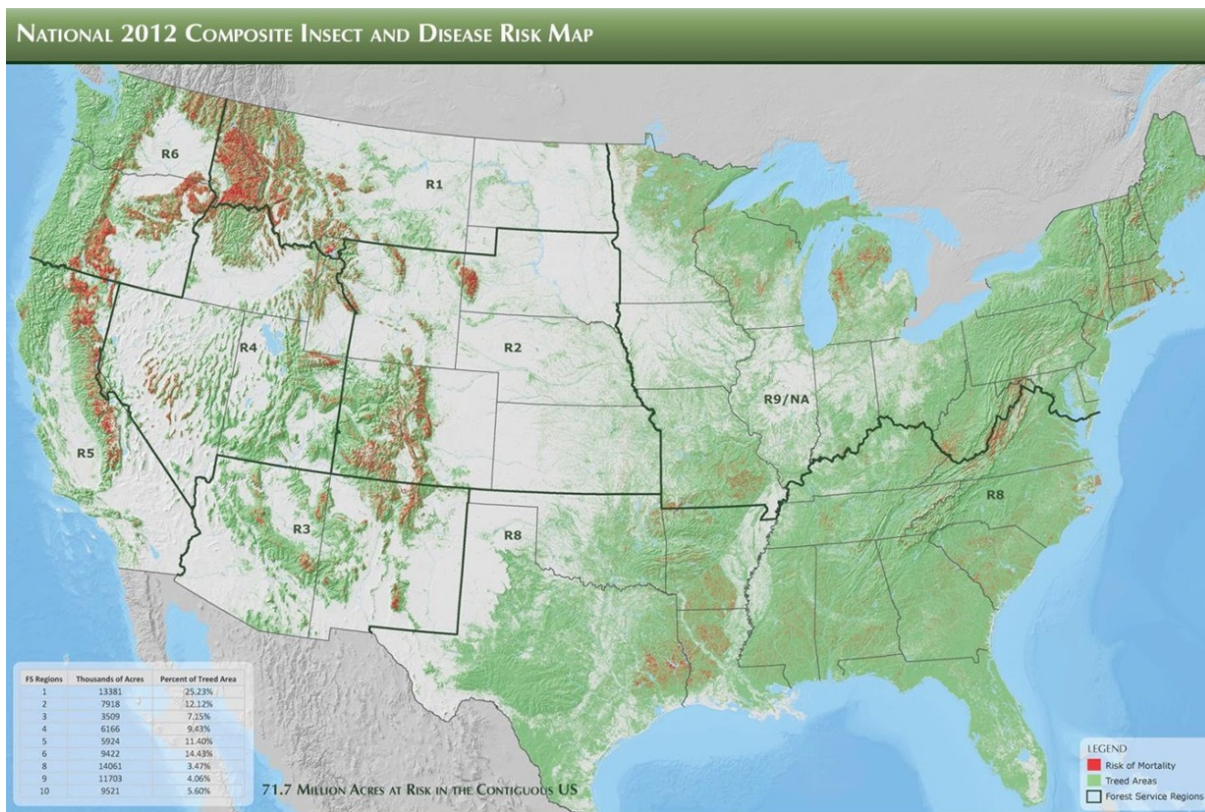 NATIONAL 2012 COMPOSITE INSECT AND DISEASE RISK MAP
R6
R1
R4
R2
R9/NA
R5
R3
R8
R8
FS Regions Thousands of Acres Percent of Treed Area
1 13381 25.23%
2 7918 12.12%
3 3509 7.15%
4 6166 9.43%
5 5924 11.40%
6 9422 14.43%
8 14061 3.47%
9 11703 4.06%
10 9521 5.60%
71.7 MILLION ACRES AT RISK IN THE CONTIGUOUS US
LEGEND
Risk of Mortality
Treed Areas
Forest Service Regions